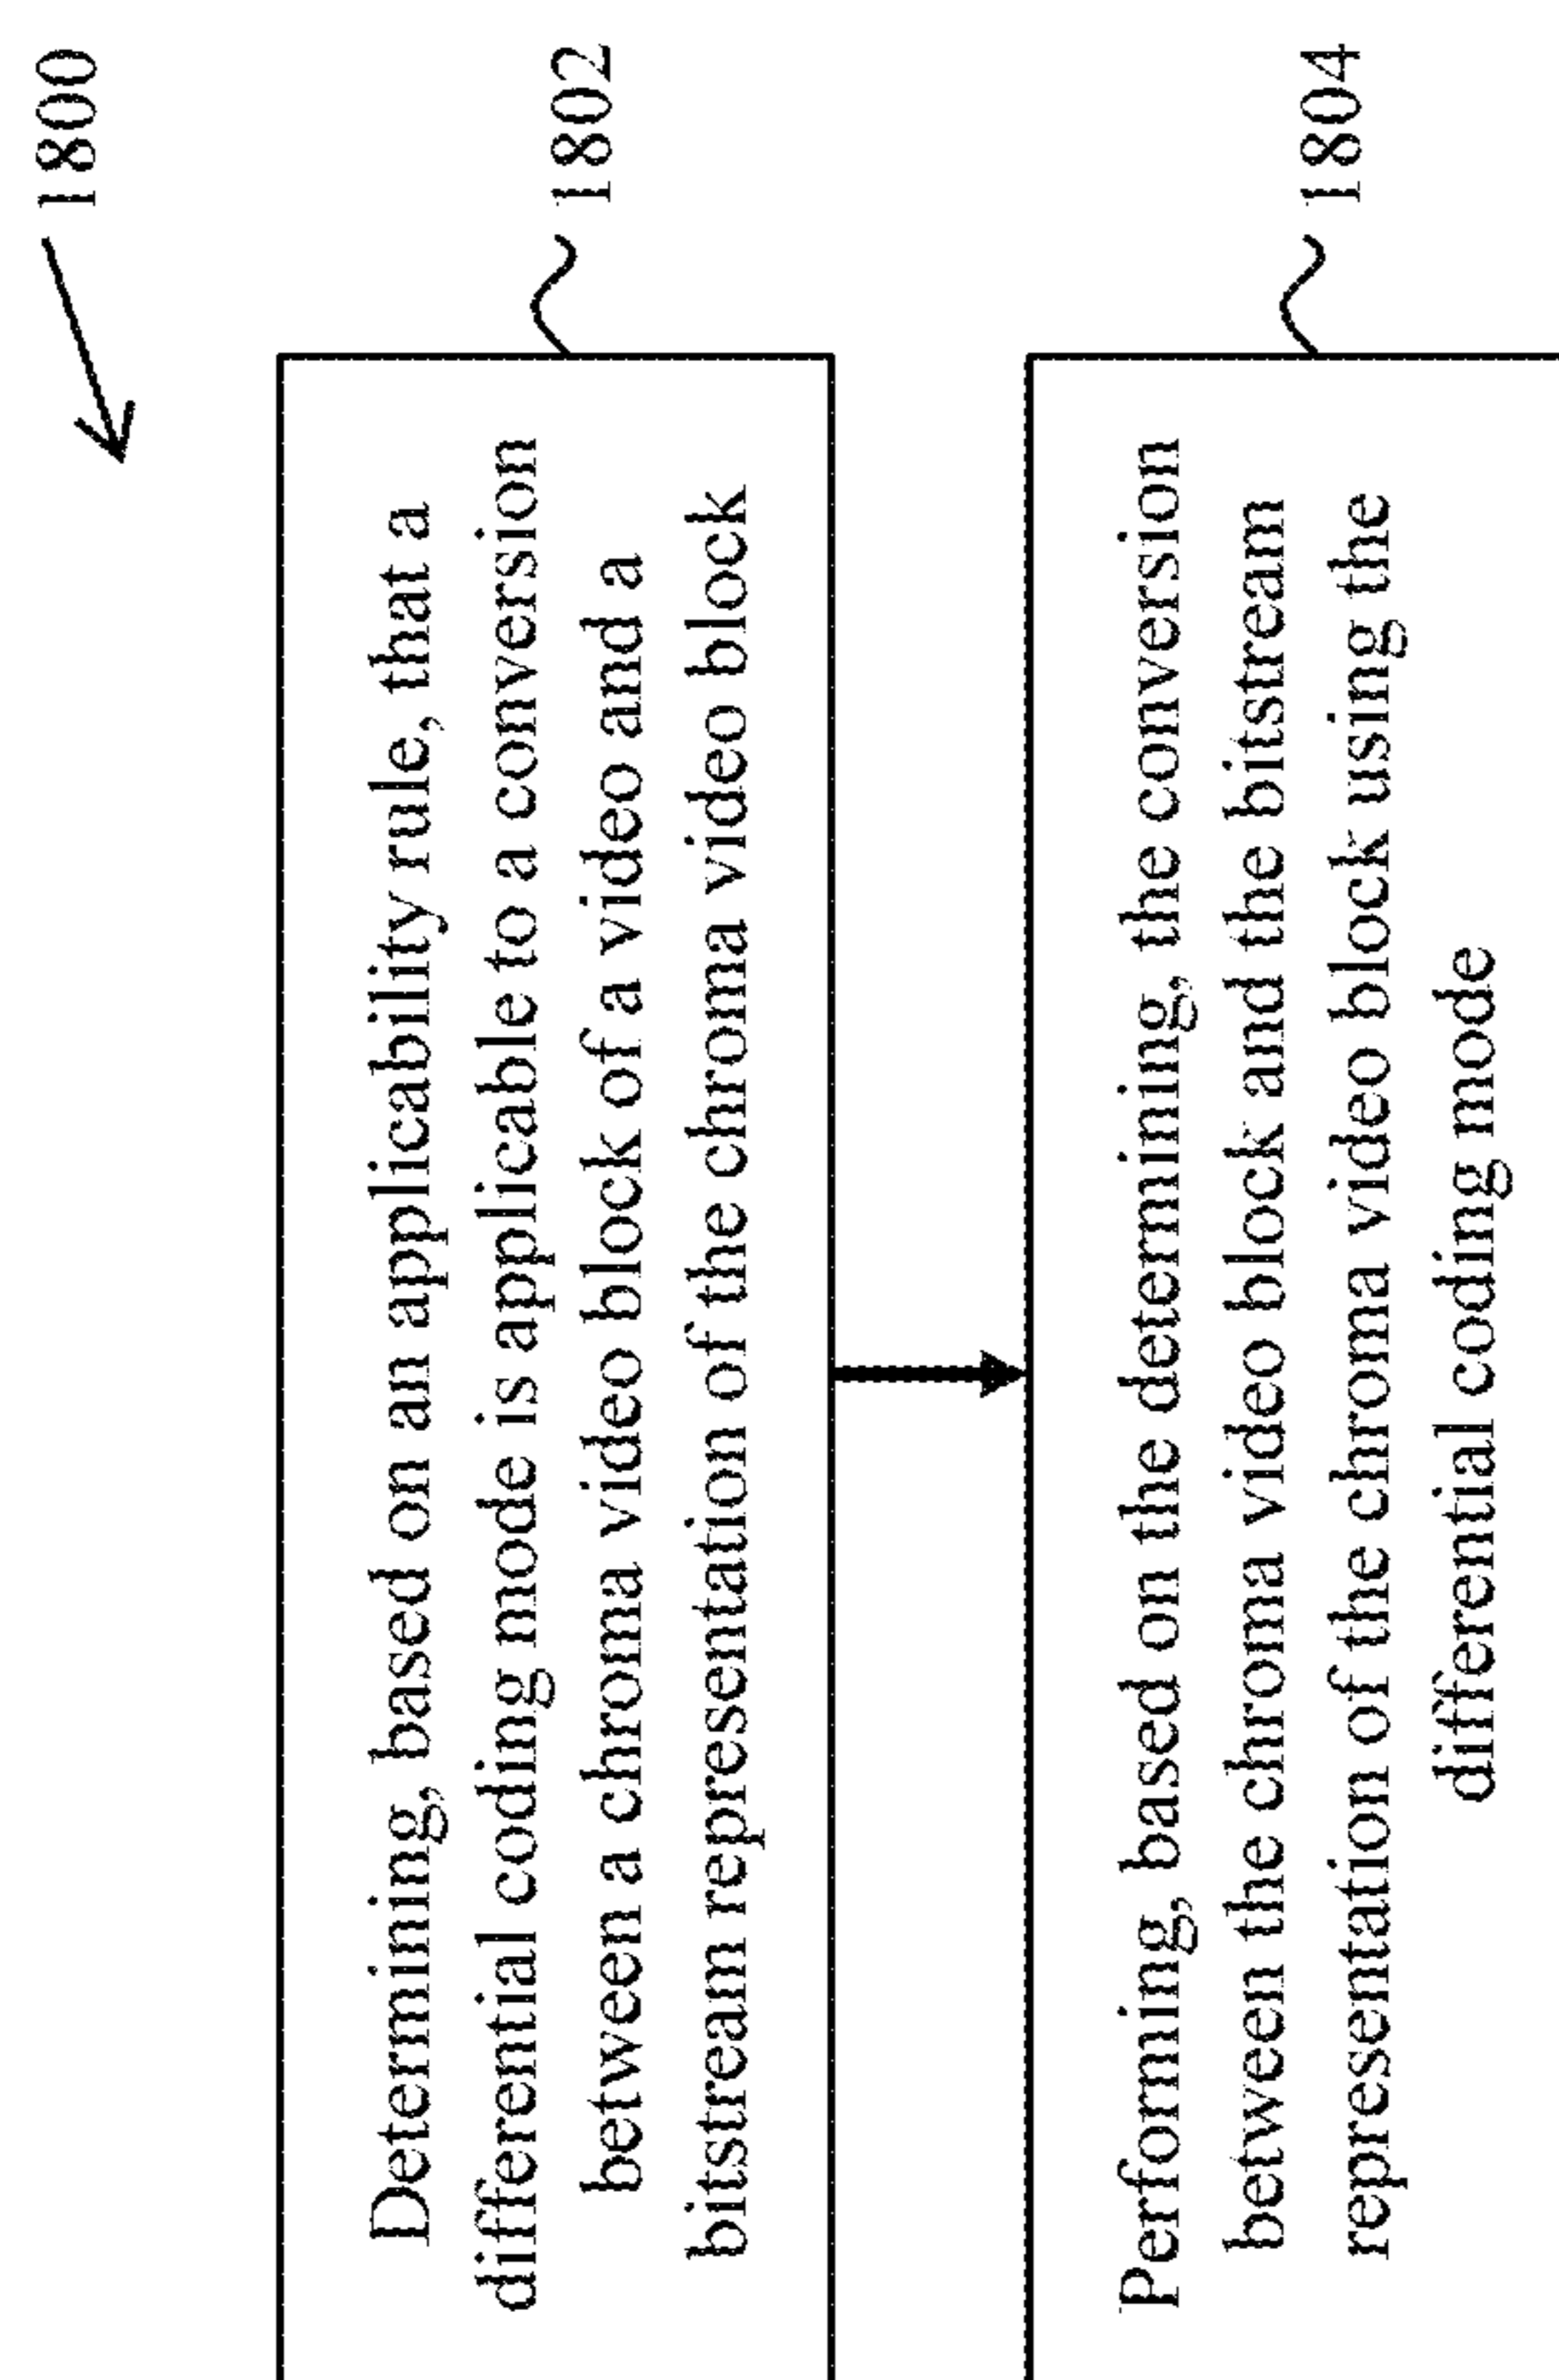 1800
Determining, based on an applicability rule, that a
differential coding mode is applicable to a conversion
between a chroma video block of a video and a
bitstream representation of the chroma video block
1802
Performing, based on the determining, the conversion
between the chroma video block and the bitstream
representation of the chroma video block using the
differential coding mode
1804